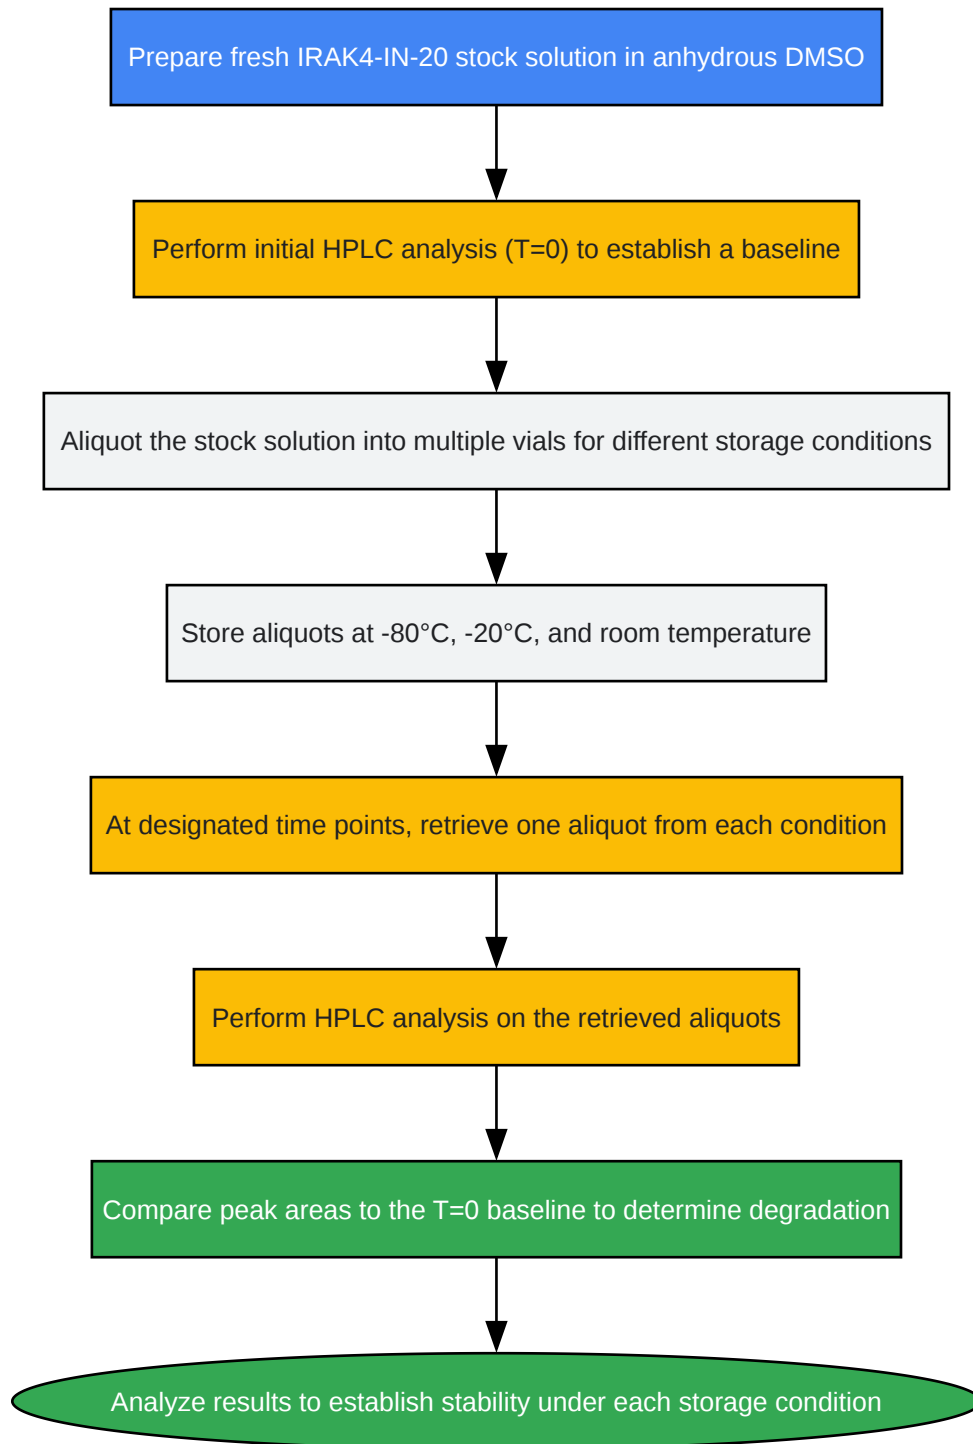 Prepare fresh IRAK4-IN-20 stock solution in anhydrous DMSO
Perform initial HPLC analysis (T=0) to establish a baseline
Aliquot the stock solution into multiple vials for different storage conditions
Store aliquots at -80°C, -20°C, and room temperature
At designated time points, retrieve one aliquot from each condition
Perform HPLC analysis on the retrieved aliquots
Compare peak areas to the T=0 baseline to determine degradation
Analyze results to establish stability under each storage condition